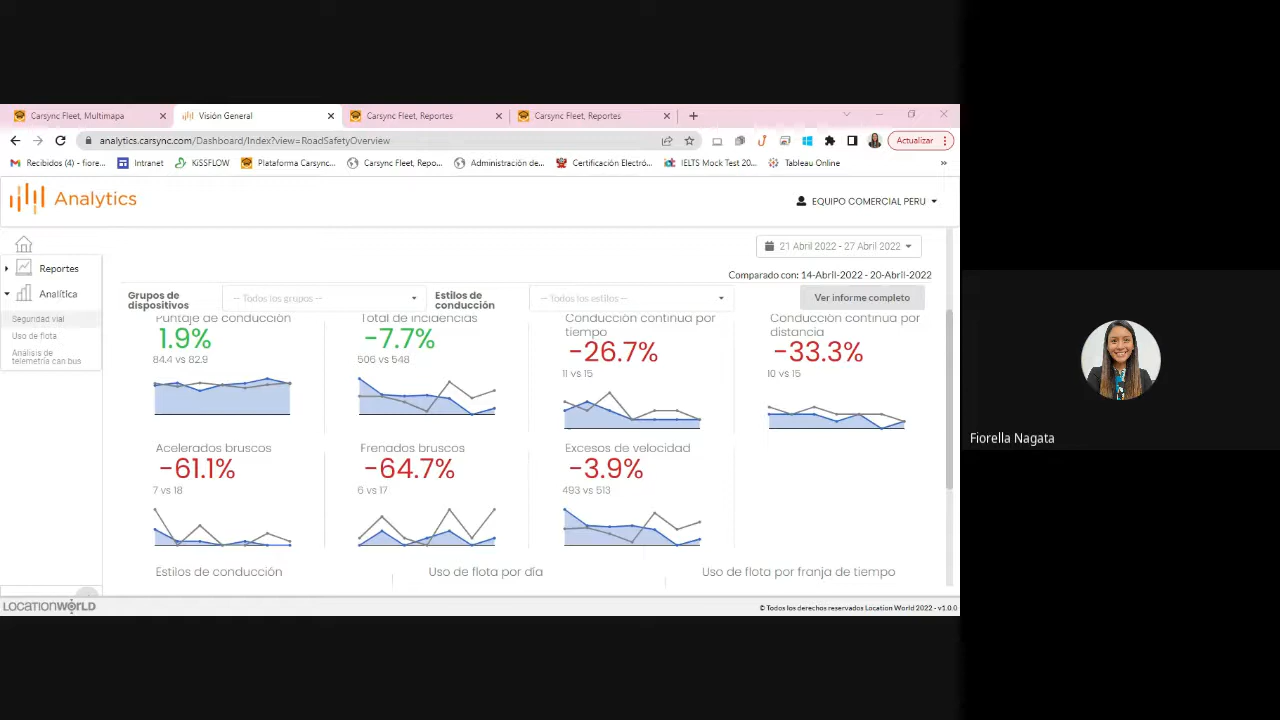 Carsync Fleet, Multimapa
Visión General
Carsync Fleet, Reportes
Carsync Fleet, Reportes
analytics.carsync.com/Dashboard/Index?view=RoadSafetyOverview
Actualizar
Recibidos (4) - fiore...
Intranet
KiSSFLOW
Plataforma Carsync...
Carsync Fleet, Repo...
Administración de...
Certificación Electró...
IELTS Mock Test 20...
Tableau Online
»
Analytics
EQUIPO COMERCIAL PERU
21 Abril 2022 - 27 Abril 2022
Comparado con: 14-Abril-2022 - 20-Abril-2022
Reportes
Analítica
Seguridad vial
Uso de flota
Análisis de
telemetría can bus
Grupos de
dispositivos
-- Todos los grupos --
Estilos de
conducción
-- Todos los estilos --
Ver informe completo
Puntaje de conducción
1.9%
84.4 vs 82.9
Total de incidencias
-7.7%
506 vs 548
Conducción continua por
tiempo
-26.7%
11 vs 15
Conducción continua por
distancia
-33.3%
10 vs 15
Acelerados bruscos
-61.1%
7 vs 18
Frenados bruscos
-64.7%
6 vs 17
Excesos de velocidad
-3.9%
493 vs 513
Estilos de conducción
Uso de flota por día
Uso de flota por franja de tiempo
LOCATIONWORLD
© Todos los derechos reservados Location World 2022 - v1.0.0
Fiorella Nagata